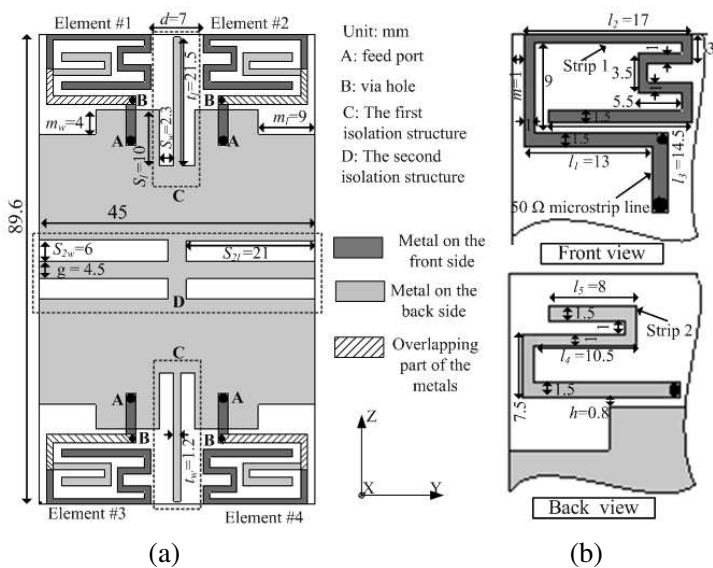 Element #1
d=7
Element #2
t_l=21.5
B
B
m_w=4
A
S_l=10
S_w=2.3
A
m_l=9
C
89.6
45
S_2w=6
S_2l=21
g = 4.5
D
C
A
A
B
B
t_w=1.2
Element #3
Element #4
(a)
Unit: mm
A: feed port
B: via hole
C: The first
isolation structure
D: The second
isolation structure
Metal on the
front side
Metal on the
back side
Overlapping
part of the
metals
Z
X
Y
l_2=17
m=1
9
Strip 1
1
3
3.5
1
5.5
1
1.5
1.5
l_1=13
l_3=14.5
50 Ω microstrip line
Front view
l_5=8
1.5
1
Strip 2
1
l_4=10.5
7.5
1.5
h=0.8
Back view
(b)